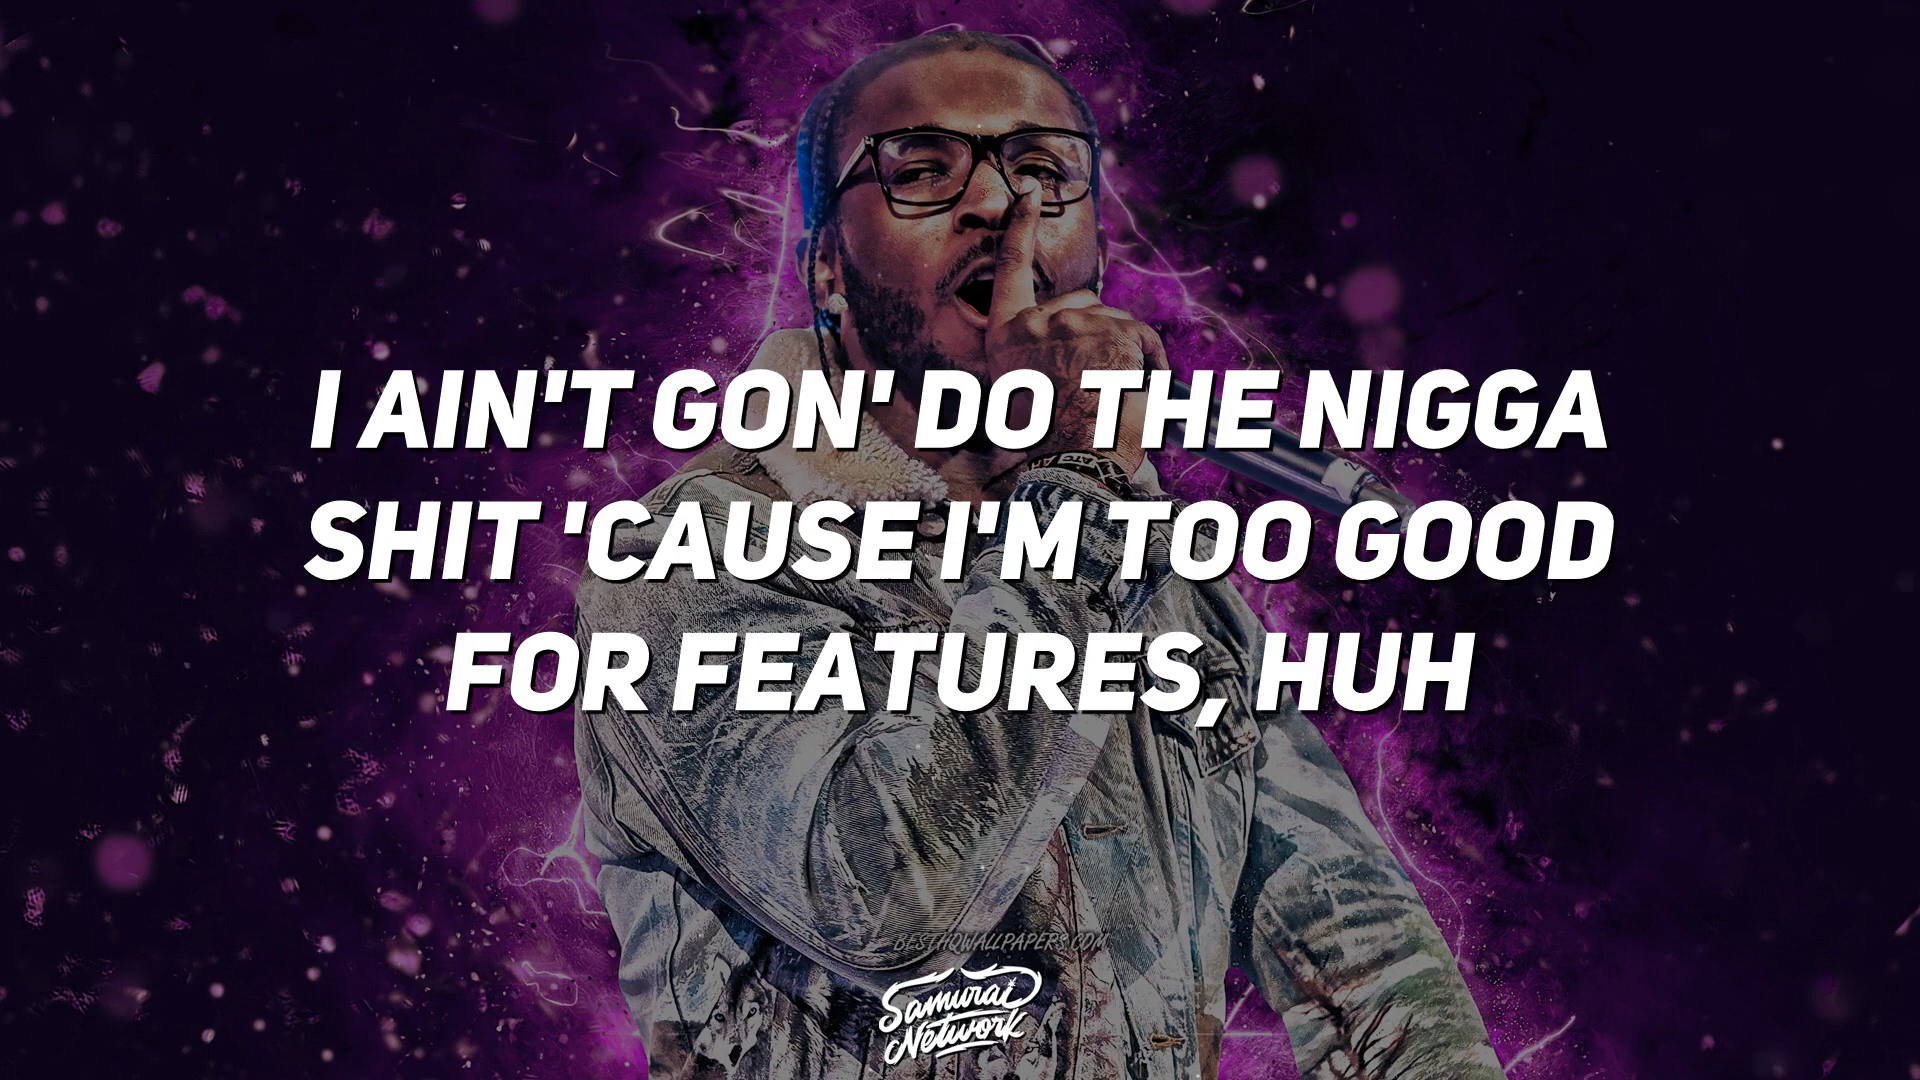 I AIN'T GON' DO THE NIGGA
SHIT 'CAUSE I'M TOO GOOD
FOR FEATURES, HUH
BESTHQWALLPAPERS.COM
Samurai
Network